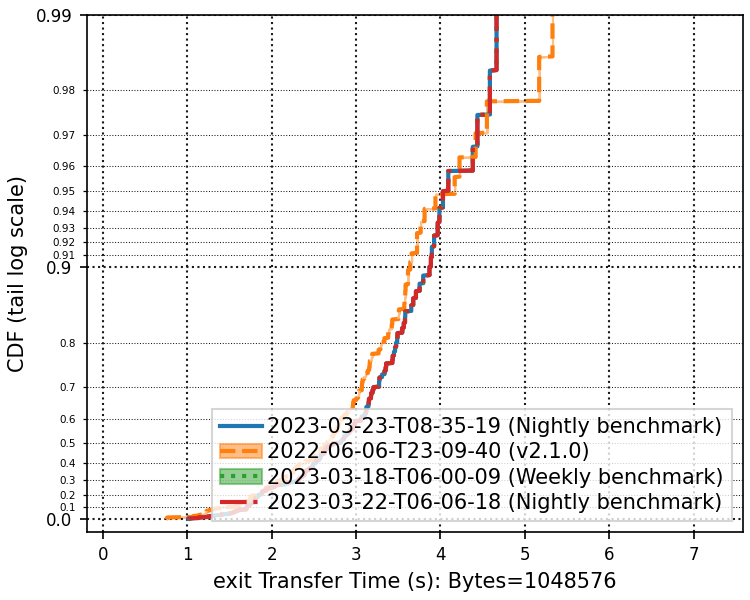 0.99
0.98
0.97
0.96
0.95
0.94
0.93
0.92
0.91
0.9
0.8
0.7
0.6
0.5
0.4
0.3
0.2
0.1
0.0
CDF (tail log scale)
2023-03-23-T08-35-19 (Nightly benchmark)
2022-06-06-T23-09-40 (v2.1.0)
2023-03-18-T06-00-09 (Weekly benchmark)
2023-03-22-T06-06-18 (Nightly benchmark)
0 1 2 3 4 5 6 7
exit Transfer Time (s): Bytes=1048576